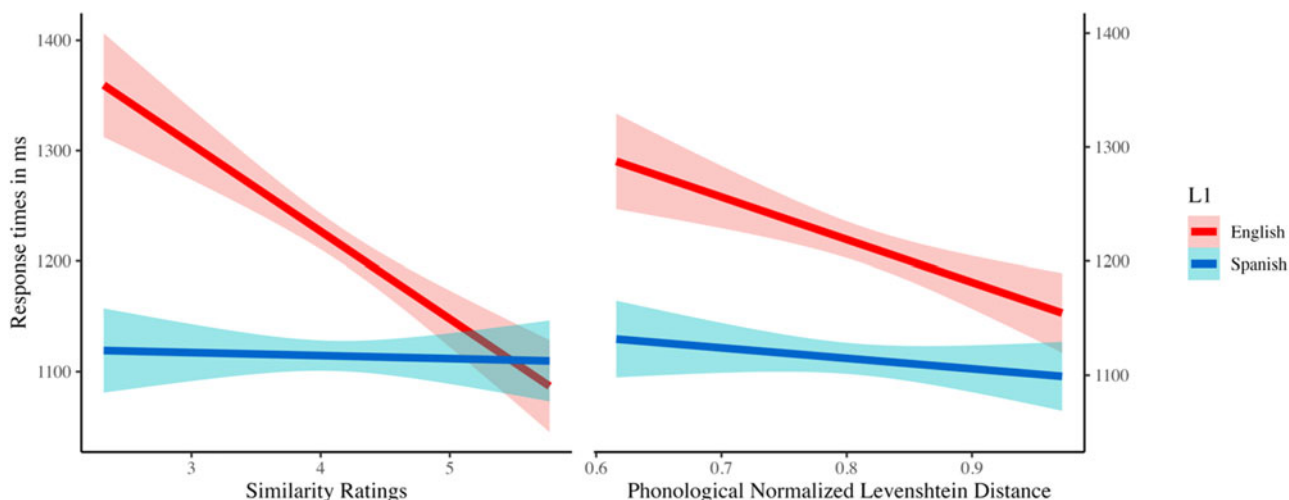 Response times in ms
1400
1300
1200
1100
3
4
5
Similarity Ratings
0.6
0.7
0.8
0.9
Phonological Normalized Levenshtein Distance
1400
1300
1200
1100
L1
English
Spanish